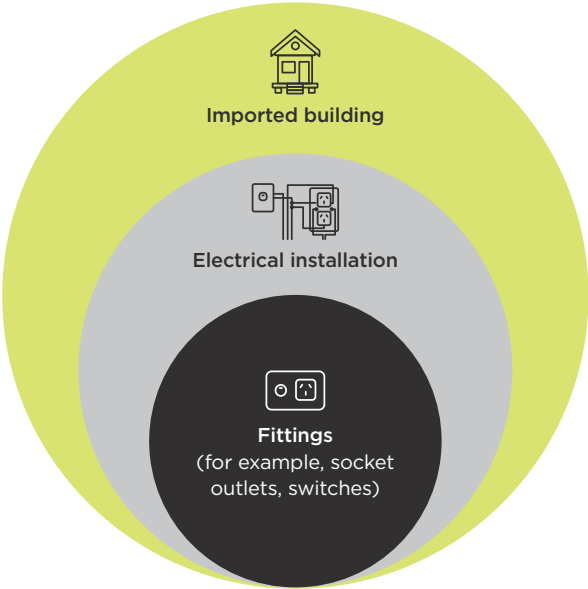 Imported building
Electrical installation
Fittings
(for example, socket
outlets, switches)